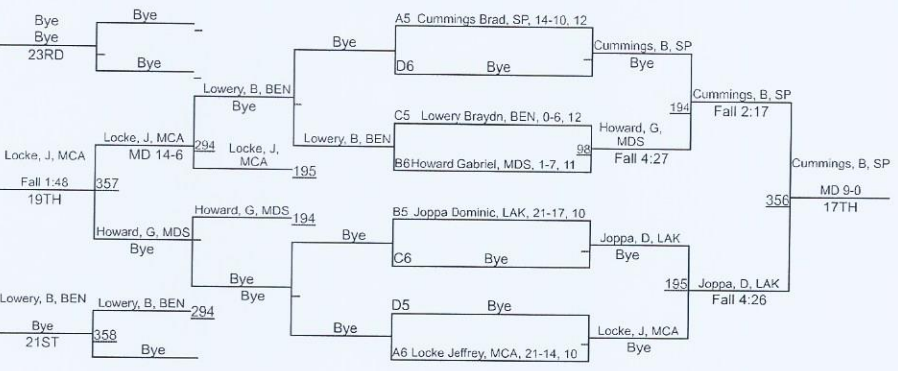 Bye
Bye
23RD
Bye
Bye
Bye
A5 Cummings Brad, SP, 14-10, 12
D6 Bye
Cummings, B, SP
Bye
Lowery, B, BEN
Bye
Lowery, B, BEN
C5 Lowery Braydn, BEN, 0-6, 12
B6 Howard Gabriel, MDS, 1-7, 11
98
Howard, G,
MDS
Fall 4:27
194
Cummings, B, SP
Fall 2:17
Locke, J, MCA
MD 14-6
294
Locke, J,
MCA
195
Locke, J, MCA
Fall 1:48
19TH
357
Cummings, B, SP
MD 9-0
17TH
356
Howard, G, MDS
Bye
Howard, G, MDS
194
Bye
Bye
Bye
B5 Joppa Dominic, LAK, 21-17, 10
C6 Bye
Joppa, D, LAK
Bye
195
Joppa, D, LAK
Fall 4:26
Bye
D5 Bye
A6 Locke Jeffrey, MCA, 21-14, 10
Locke, J, MCA
Bye
Lowery, B, BEN
Bye
21ST
358
Lowery, B, BEN
294
Bye